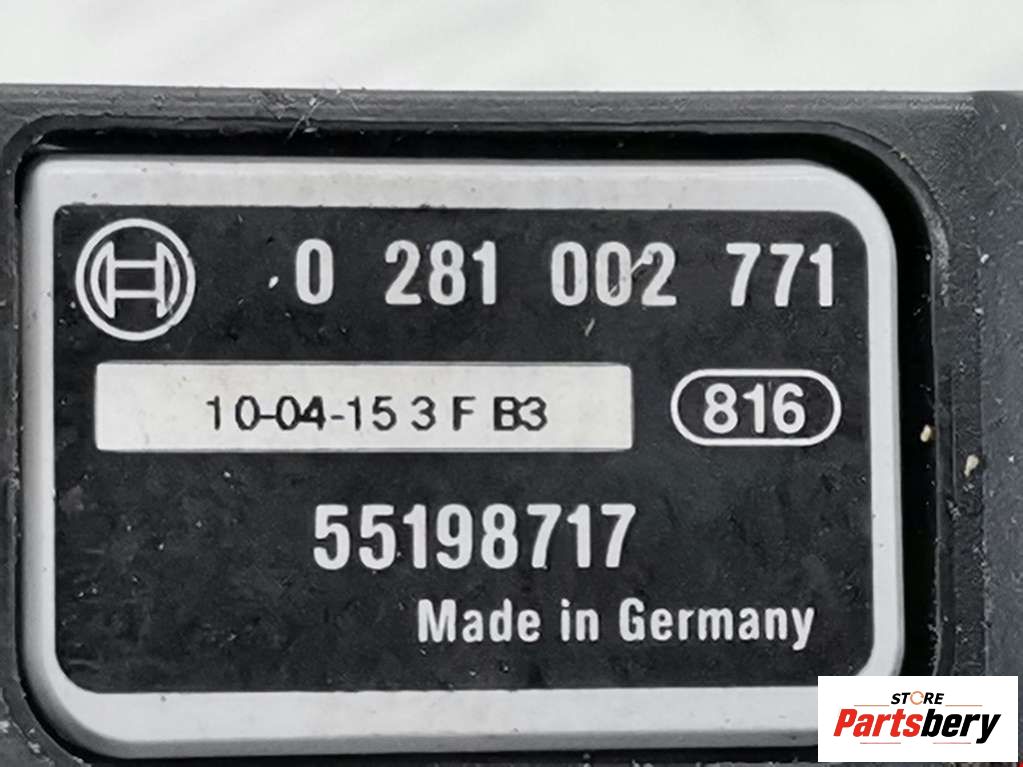 0 281 002 771
10-04-15 3 F B3
816
55198717
Made in Germany
STORE
Partsbery